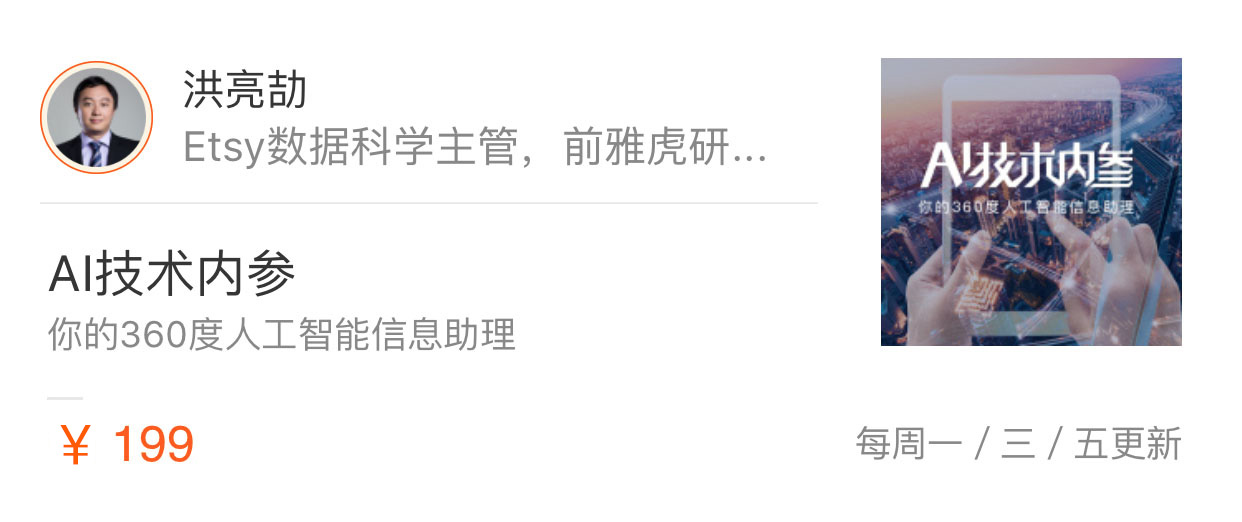 洪亮劼
Etsy数据科学主管，前雅虎研...
AI技术内参
你的360度人工智能信息助理
AI技术内参
你的360度人工智能信息助理
¥ 199
每周一 / 三 / 五更新